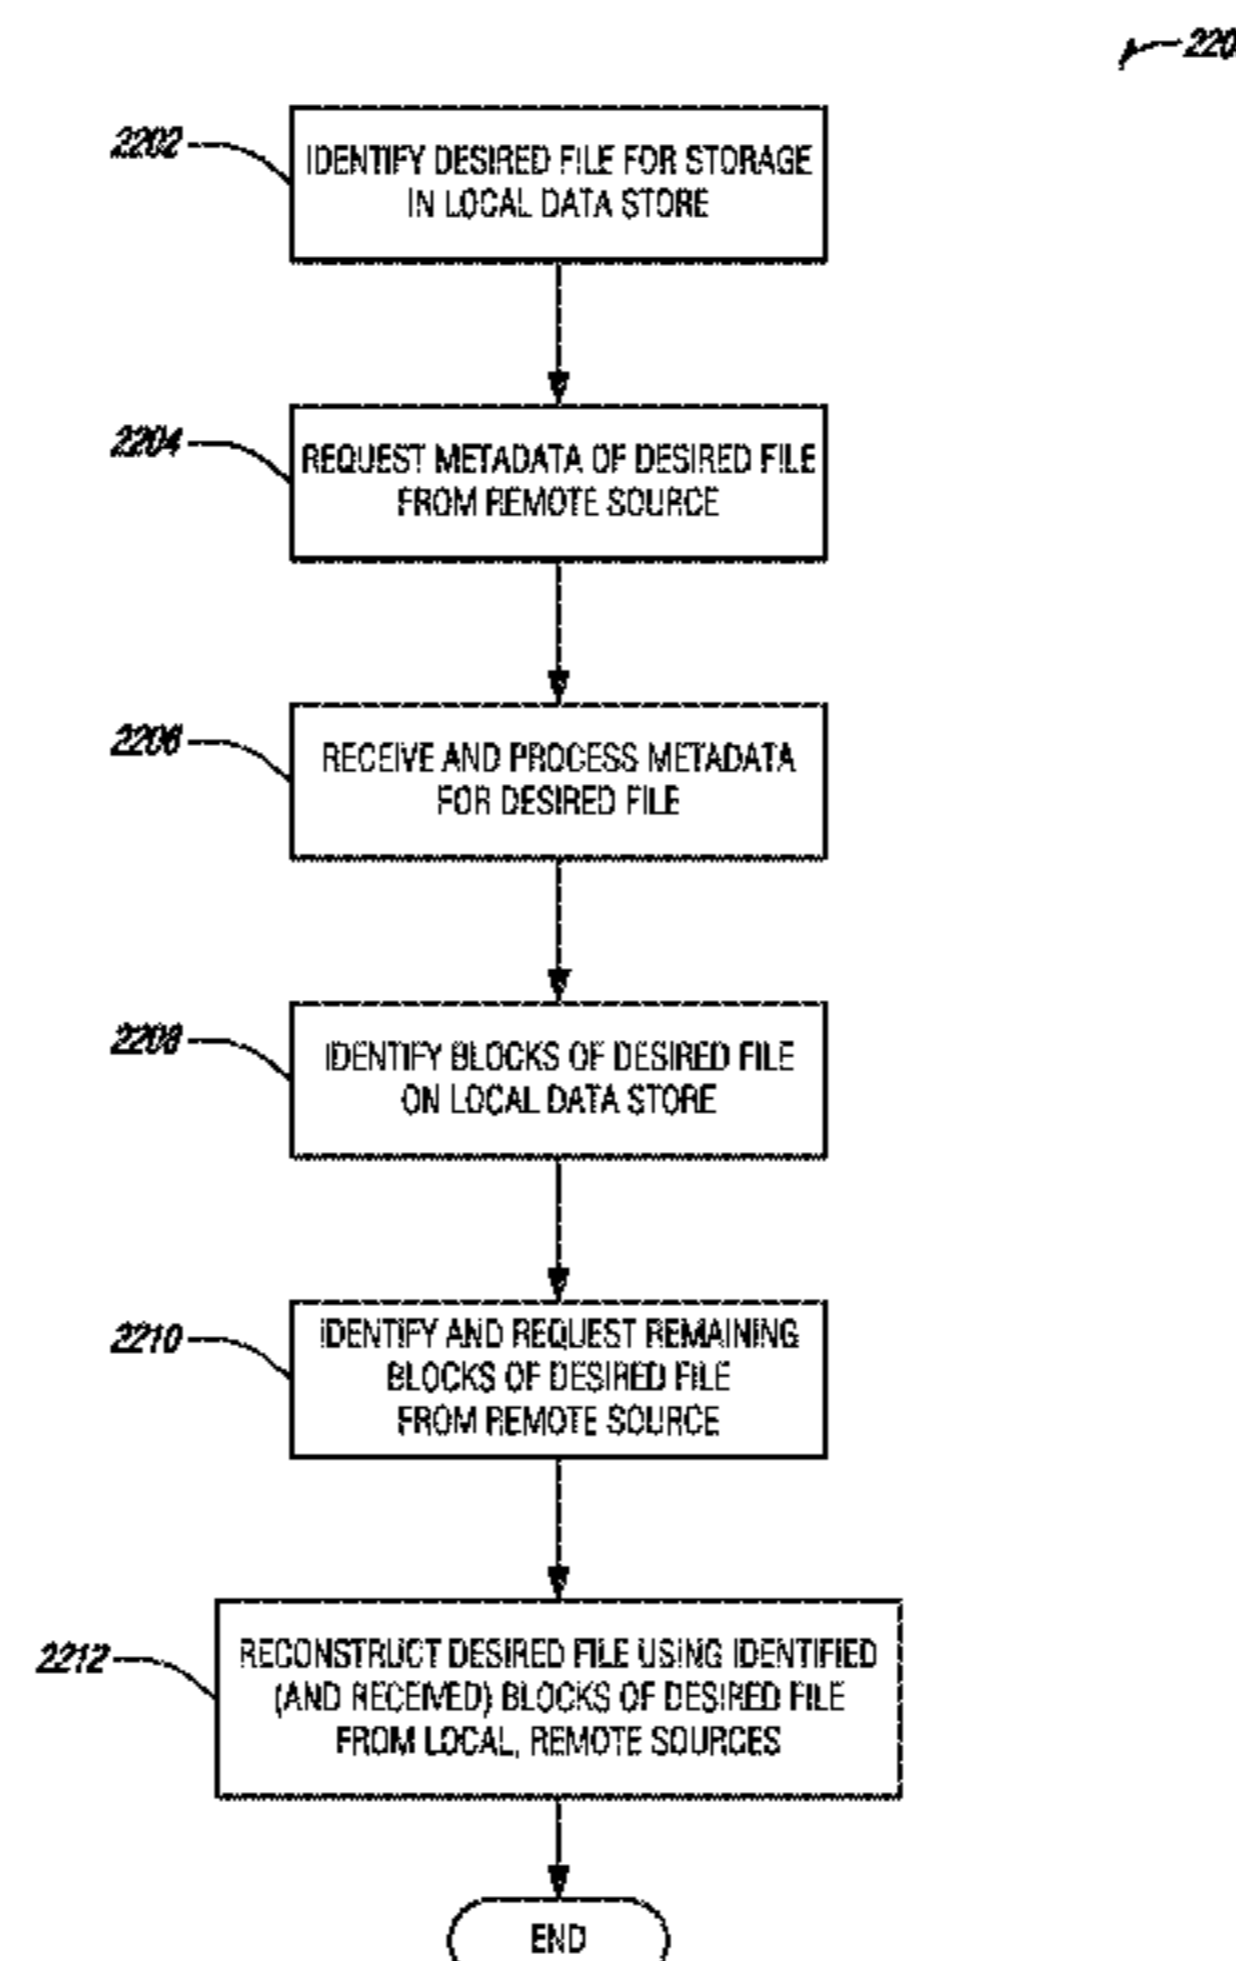 220
2202
IDENTIFY DESIRED FILE FOR STORAGE
IN LOCAL DATA STORE
2204
REQUEST METADATA OF DESIRED FILE
FROM REMOTE SOURCE
2206
RECEIVE AND PROCESS METADATA
FOR DESIRED FILE
2208
IDENTIFY BLOCKS OF DESIRED FILE
ON LOCAL DATA STORE
2210
IDENTIFY AND REQUEST REMAINING
BLOCKS OF DESIRED FILE
FROM REMOTE SOURCE
2212
RECONSTRUCT DESIRED FILE USING IDENTIFIED
(AND RECEIVED) BLOCKS OF DESIRED FILE
FROM LOCAL, REMOTE SOURCES
END